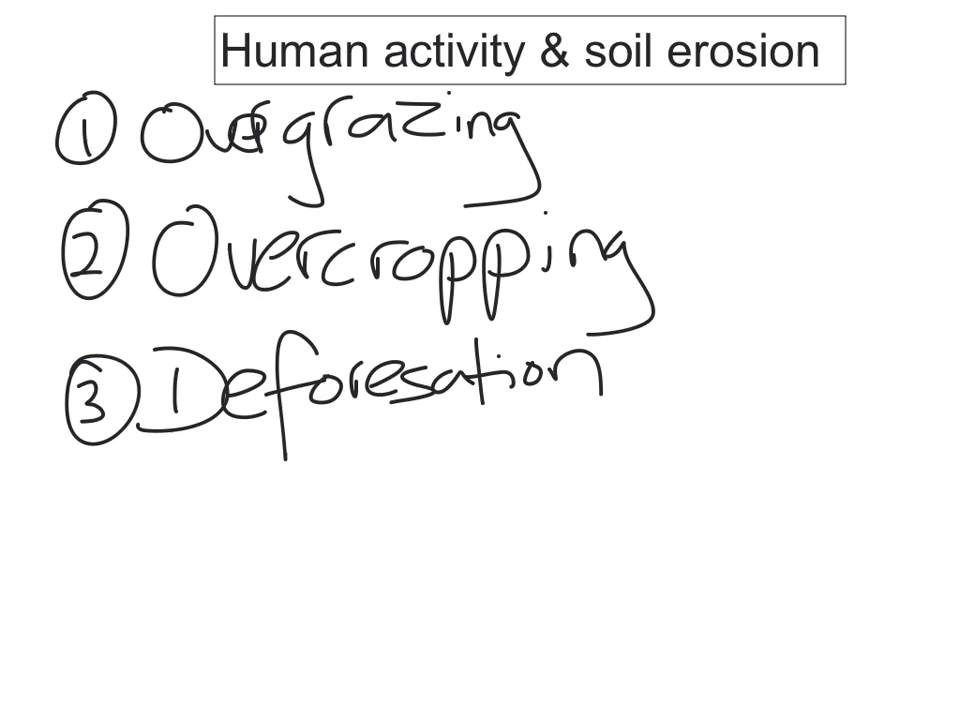 Human activity & soil erosion
① Overgrazing
② Overcropping
③ Deforesation